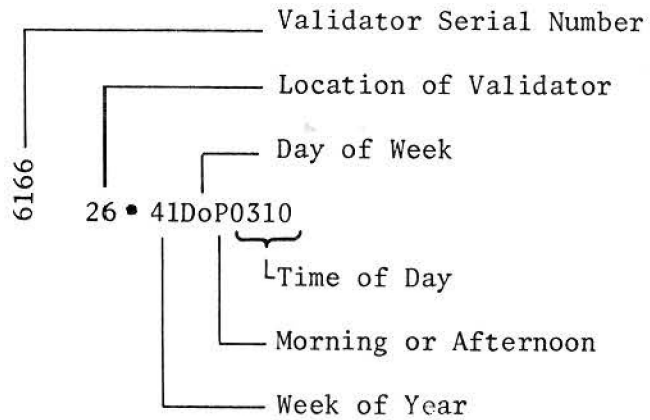 Validator Serial Number
Location of Validator
Day of Week
6166
26 • 41DoP0310
Time of Day
Morning or Afternoon
Week of Year